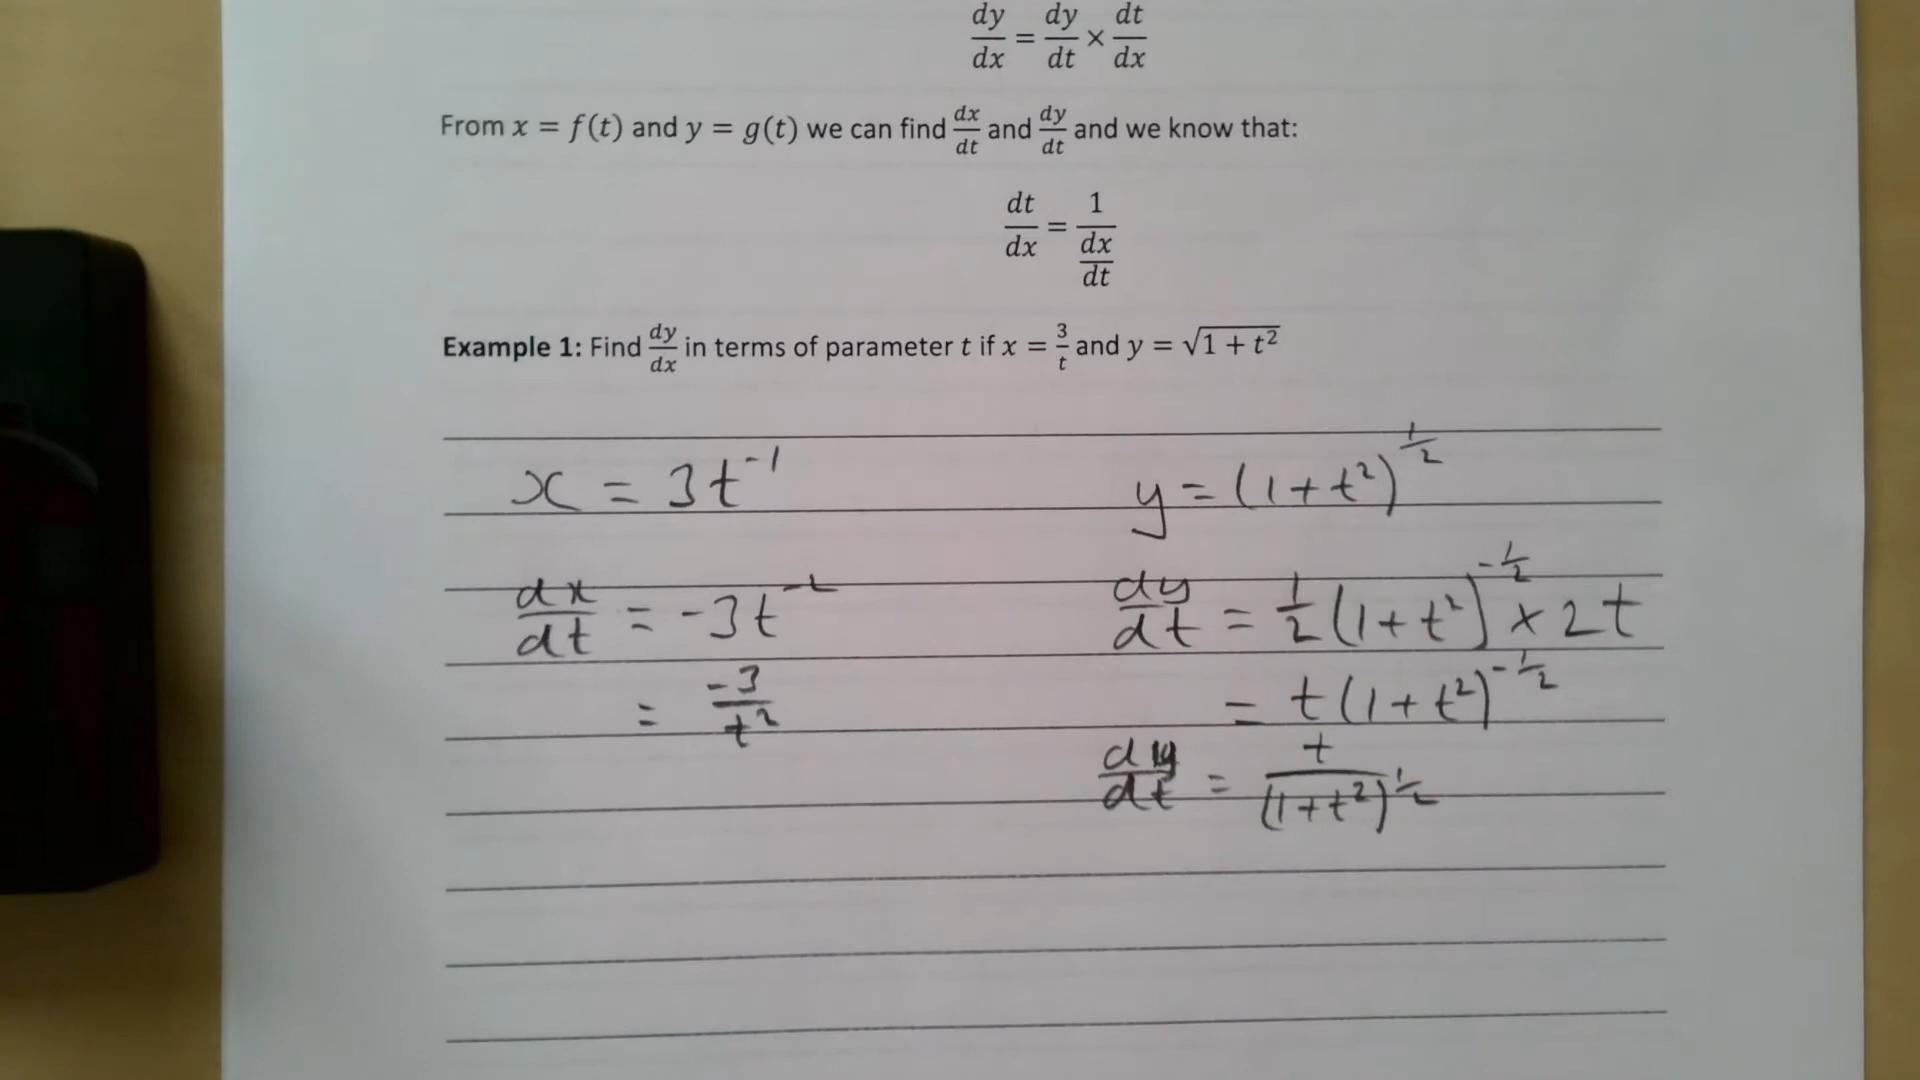 dy/dx = dy/dt × dt/dx
From x = f(t) and y = g(t) we can find dx/dt and dy/dt and we know that:
dt/dx = 1/(dx/dt)
Example 1: Find dy/dx in terms of parameter t if x = 3/t and y = √(1 + t²)
x = 3t⁻¹
y = (1+t²)^½
dx/dt = -3t⁻²
dy/dt = ½(1+t²)^-½ × 2t
= -3/t²
= t(1+t²)^-½
dy/dt = t/(1+t²)^½